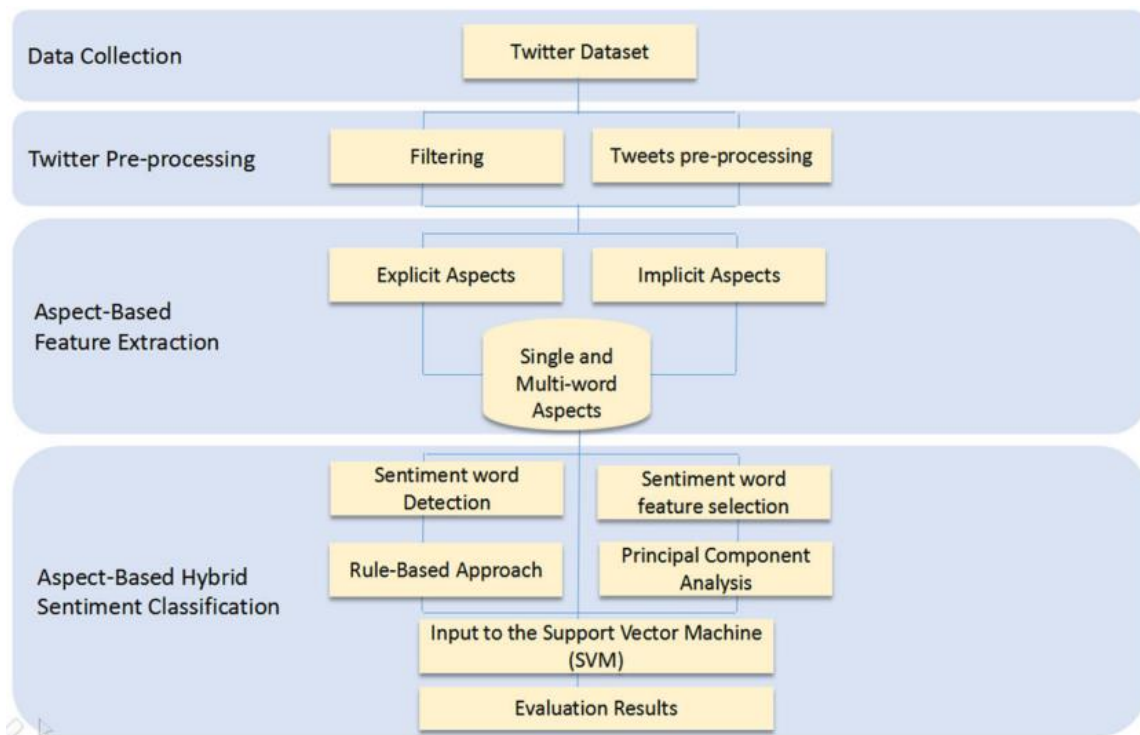 Data Collection
Twitter Dataset
Twitter Pre-processing
Filtering
Tweets pre-processing
Aspect-Based
Feature Extraction
Explicit Aspects
Implicit Aspects
Single and
Multi-word
Aspects
Aspect-Based Hybrid
Sentiment Classification
Sentiment word
Detection
Sentiment word
feature selection
Rule-Based Approach
Principal Component
Analysis
Input to the Support Vector Machine
(SVM)
Evaluation Results